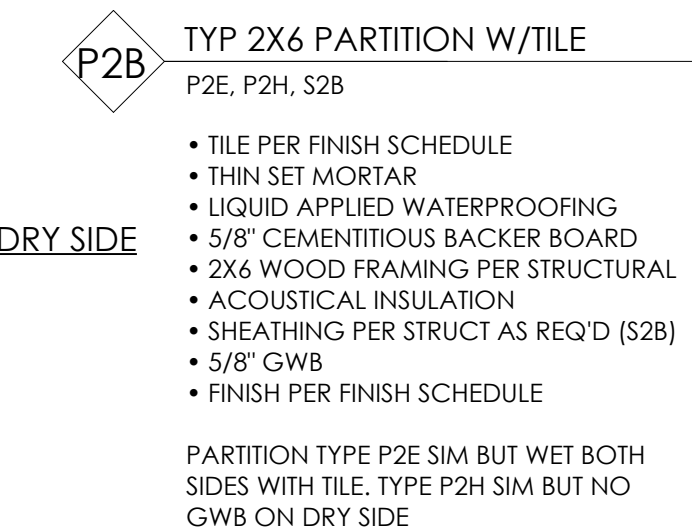 P2B
TYP 2X6 PARTITION W/TILE
P2E, P2H, S2B
• TILE PER FINISH SCHEDULE
• THIN SET MORTAR
• LIQUID APPLIED WATERPROOFING
DRY SIDE
• 5/8" CEMENTITIOUS BACKER BOARD
• 2X6 WOOD FRAMING PER STRUCTURAL
• ACOUSTICAL INSULATION
• SHEATHING PER STRUCT AS REQ'D (S2B)
• 5/8" GWB
• FINISH PER FINISH SCHEDULE
PARTITION TYPE P2E SIM BUT WET BOTH
SIDES WITH TILE. TYPE P2H SIM BUT NO
GWB ON DRY SIDE